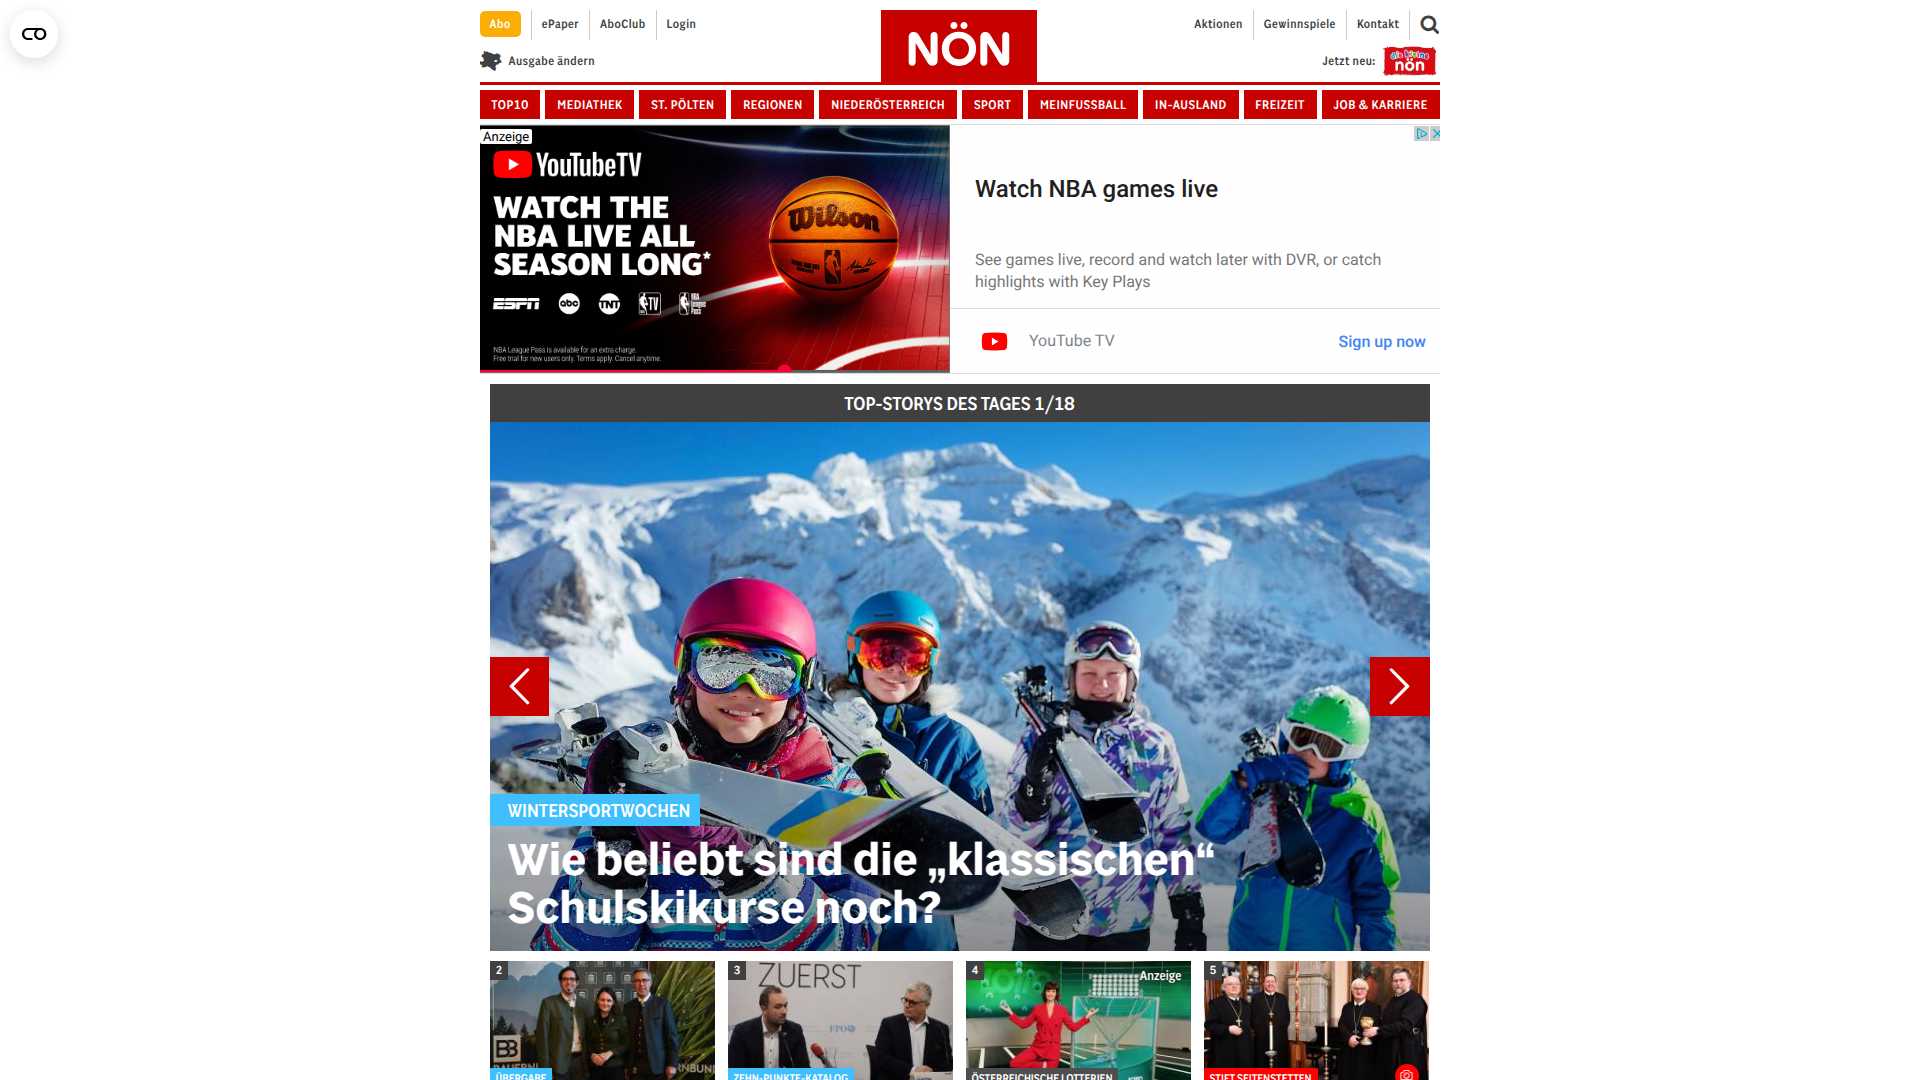 Abo
ePaper
AboClub
Login
Aktionen
Gewinnspiele
Kontakt
Ausgabe ändern
NÖN
Jetzt neu:
die kleine
nön
TOP10
MEDIATHEK
ST. PÖLTEN
REGIONEN
NIEDERÖSTERREICH
SPORT
MEINFUSSBALL
IN-AUSLAND
FREIZEIT
JOB & KARRIERE
Anzeige
YouTubeTV
WATCH THE
NBA LIVE ALL
SEASON LONG*
ESPN
abc
TNT
TV
NBA League Pass is available for an extra charge.
Free trial for new users only. Terms apply. Cancel anytime.
Wilson
Watch NBA games live
See games live, record and watch later with DVR, or catch
highlights with Key Plays
YouTube TV
Sign up now
TOP-STORYS DES TAGES 1/18
WINTERSPORTWOCHEN
Wie beliebt sind die „klassischen“
Schulskikurse noch?
2
ÜBERGABE
3
ZUERST
FPÖ
ZEHN-PUNKTE-KATALOG
4
Anzeige
ÖSTERREICHISCHE LOTTERIEN
5
STIFT SEITENSTETTEN